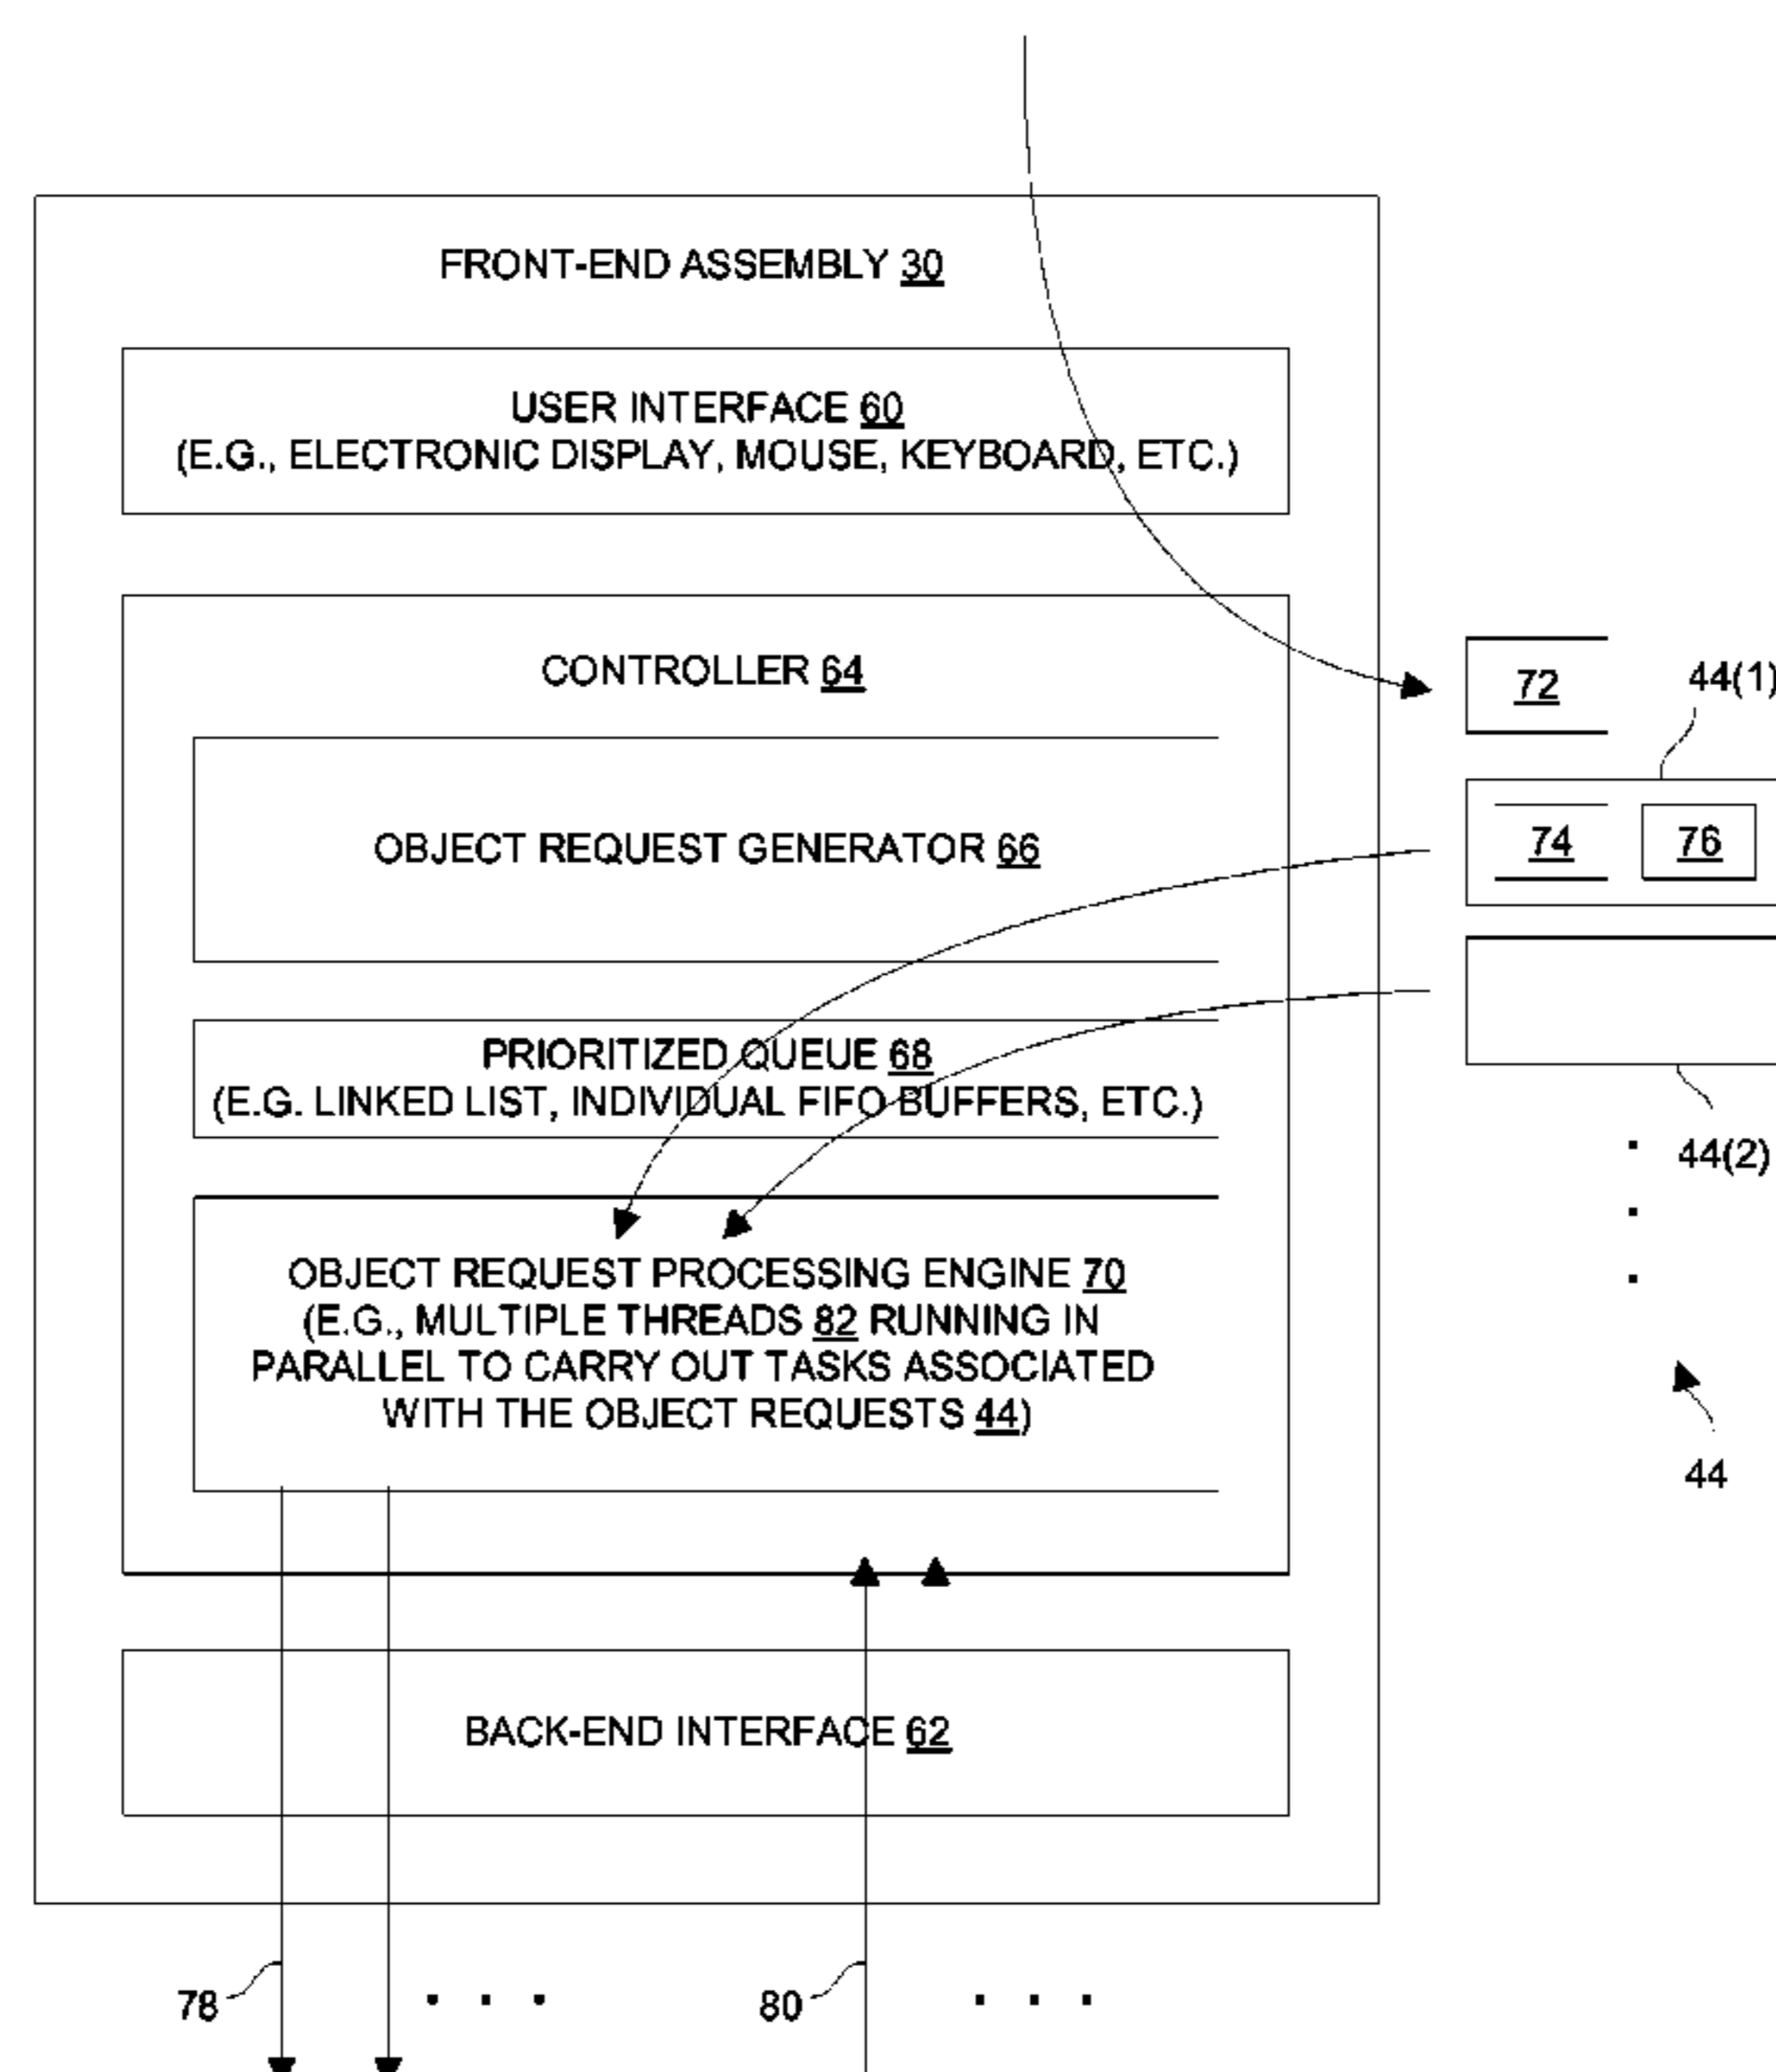 FRONT-END ASSEMBLY 30
USER INTERFACE 60
(E.G., ELECTRONIC DISPLAY, MOUSE, KEYBOARD, ETC.)
CONTROLLER 64
72
44(1)
OBJECT REQUEST GENERATOR 66
74 76
PRIORITIZED QUEUE 68
(E.G. LINKED LIST, INDIVIDUAL FIFO BUFFERS, ETC.)
44(2)
OBJECT REQUEST PROCESSING ENGINE 70
(E.G., MULTIPLE THREADS 82 RUNNING IN
PARALLEL TO CARRY OUT TASKS ASSOCIATED
WITH THE OBJECT REQUESTS 44)
44
BACK-END INTERFACE 62
78
80